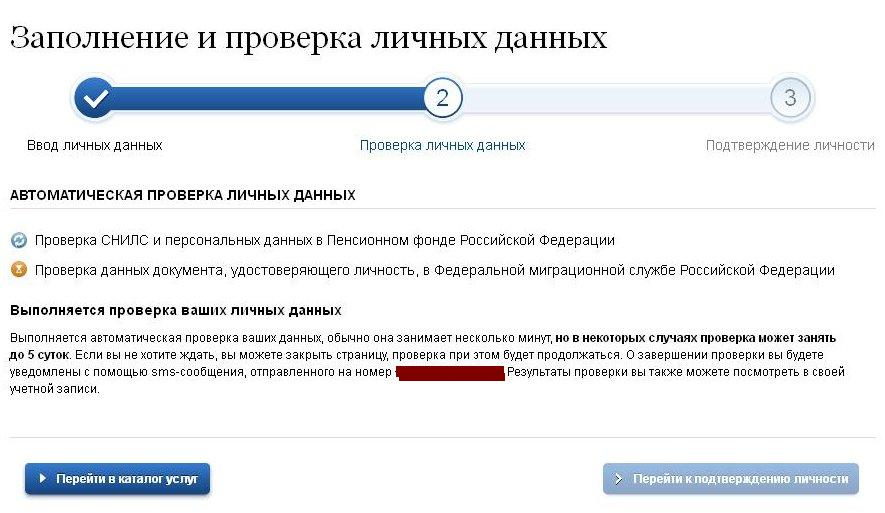 Заполнение и проверка личных данных
2
3
Ввод личных данных
Проверка личных данных
Подтверждение личности
АВТОМАТИЧЕСКАЯ ПРОВЕРКА ЛИЧНЫХ ДАННЫХ
Проверка СНИЛС и персональных данных в Пенсионном фонде Российской Федерации
Проверка данных документа, удостоверяющего личность, в Федеральной миграционной службе Российской Федерации
Выполняется проверка ваших личных данных
Выполняется автоматическая проверка ваших данных, обычно она занимает несколько минут, но в некоторых случаях проверка может занять
до 5 суток. Если вы не хотите ждать, вы можете закрыть страницу, проверка при этом будет продолжаться. О завершении проверки вы будете
уведомлены с помощью sms-сообщения, отправленного на номер Результаты проверки вы также можете посмотреть в своей
учетной записи.
Перейти в каталог услуг
Перейти к подтверждению личности